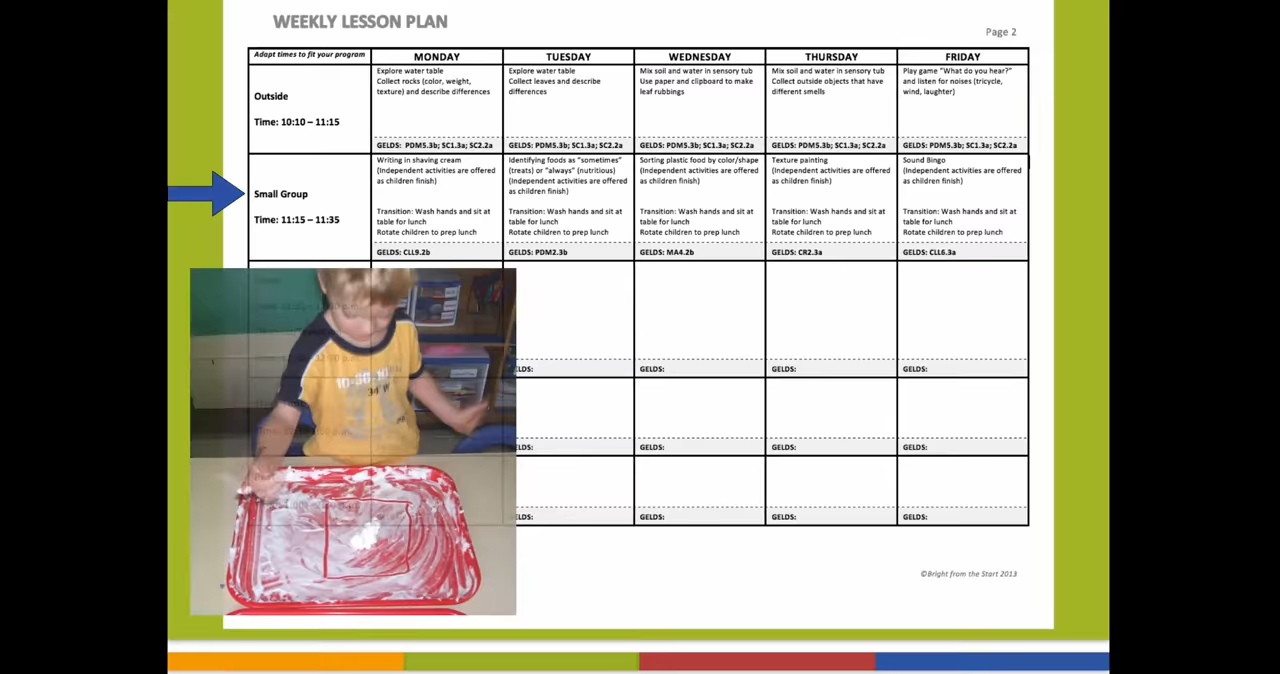 WEEKLY LESSON PLAN
Page 2
Adapt times to fit your program
MONDAY
TUESDAY
WEDNESDAY
THURSDAY
FRIDAY
Outside
Time: 10:10 – 11:15
Explore water table
Collect rocks (color, weight,
texture) and describe differences
GELDS: PDM5.3b; SC1.3a; SC2.2a
Explore water table
Collect leaves and describe
differences
GELDS: PDM5.3b; SC1.3a; SC2.2a
Mix soil and water in sensory tub
Use paper and clipboard to make
leaf rubbings
GELDS: PDM5.3b; SC1.3a; SC2.2a
Mix soil and water in sensory tub
Collect outside objects that have
different smells
GELDS: PDM5.3b; SC1.3a; SC2.2a
Play game “What do you hear?”
and listen for noises (tricycle,
wind, laughter)
GELDS: PDM5.3b; SC1.3a; SC2.2a
Small Group
Time: 11:15 – 11:35
Writing in shaving cream
(Independent activities are offered
as children finish)
Transition: Wash hands and sit at
table for lunch
Rotate children to prep lunch
GELDS: CLL9.2b
Identifying foods as “sometimes”
(treats) or “always” (nutritious)
(Independent activities are offered
as children finish)
Transition: Wash hands and sit at
table for lunch
Rotate children to prep lunch
GELDS: PDM2.3b
Sorting plastic food by color/shape
(Independent activities are offered
as children finish)
Transition: Wash hands and sit at
table for lunch
Rotate children to prep lunch
GELDS: MA4.2b
Texture painting
(Independent activities are offered
as children finish)
Transition: Wash hands and sit at
table for lunch
Rotate children to prep lunch
GELDS: CR2.3a
Sound Bingo
(Independent activities are offered
as children finish)
Transition: Wash hands and sit at
table for lunch
Rotate children to prep lunch
GELDS: CLL6.3a
GELDS:
GELDS:
GELDS:
GELDS:
GELDS:
GELDS:
GELDS:
GELDS:
GELDS:
©Bright from the Start 2013